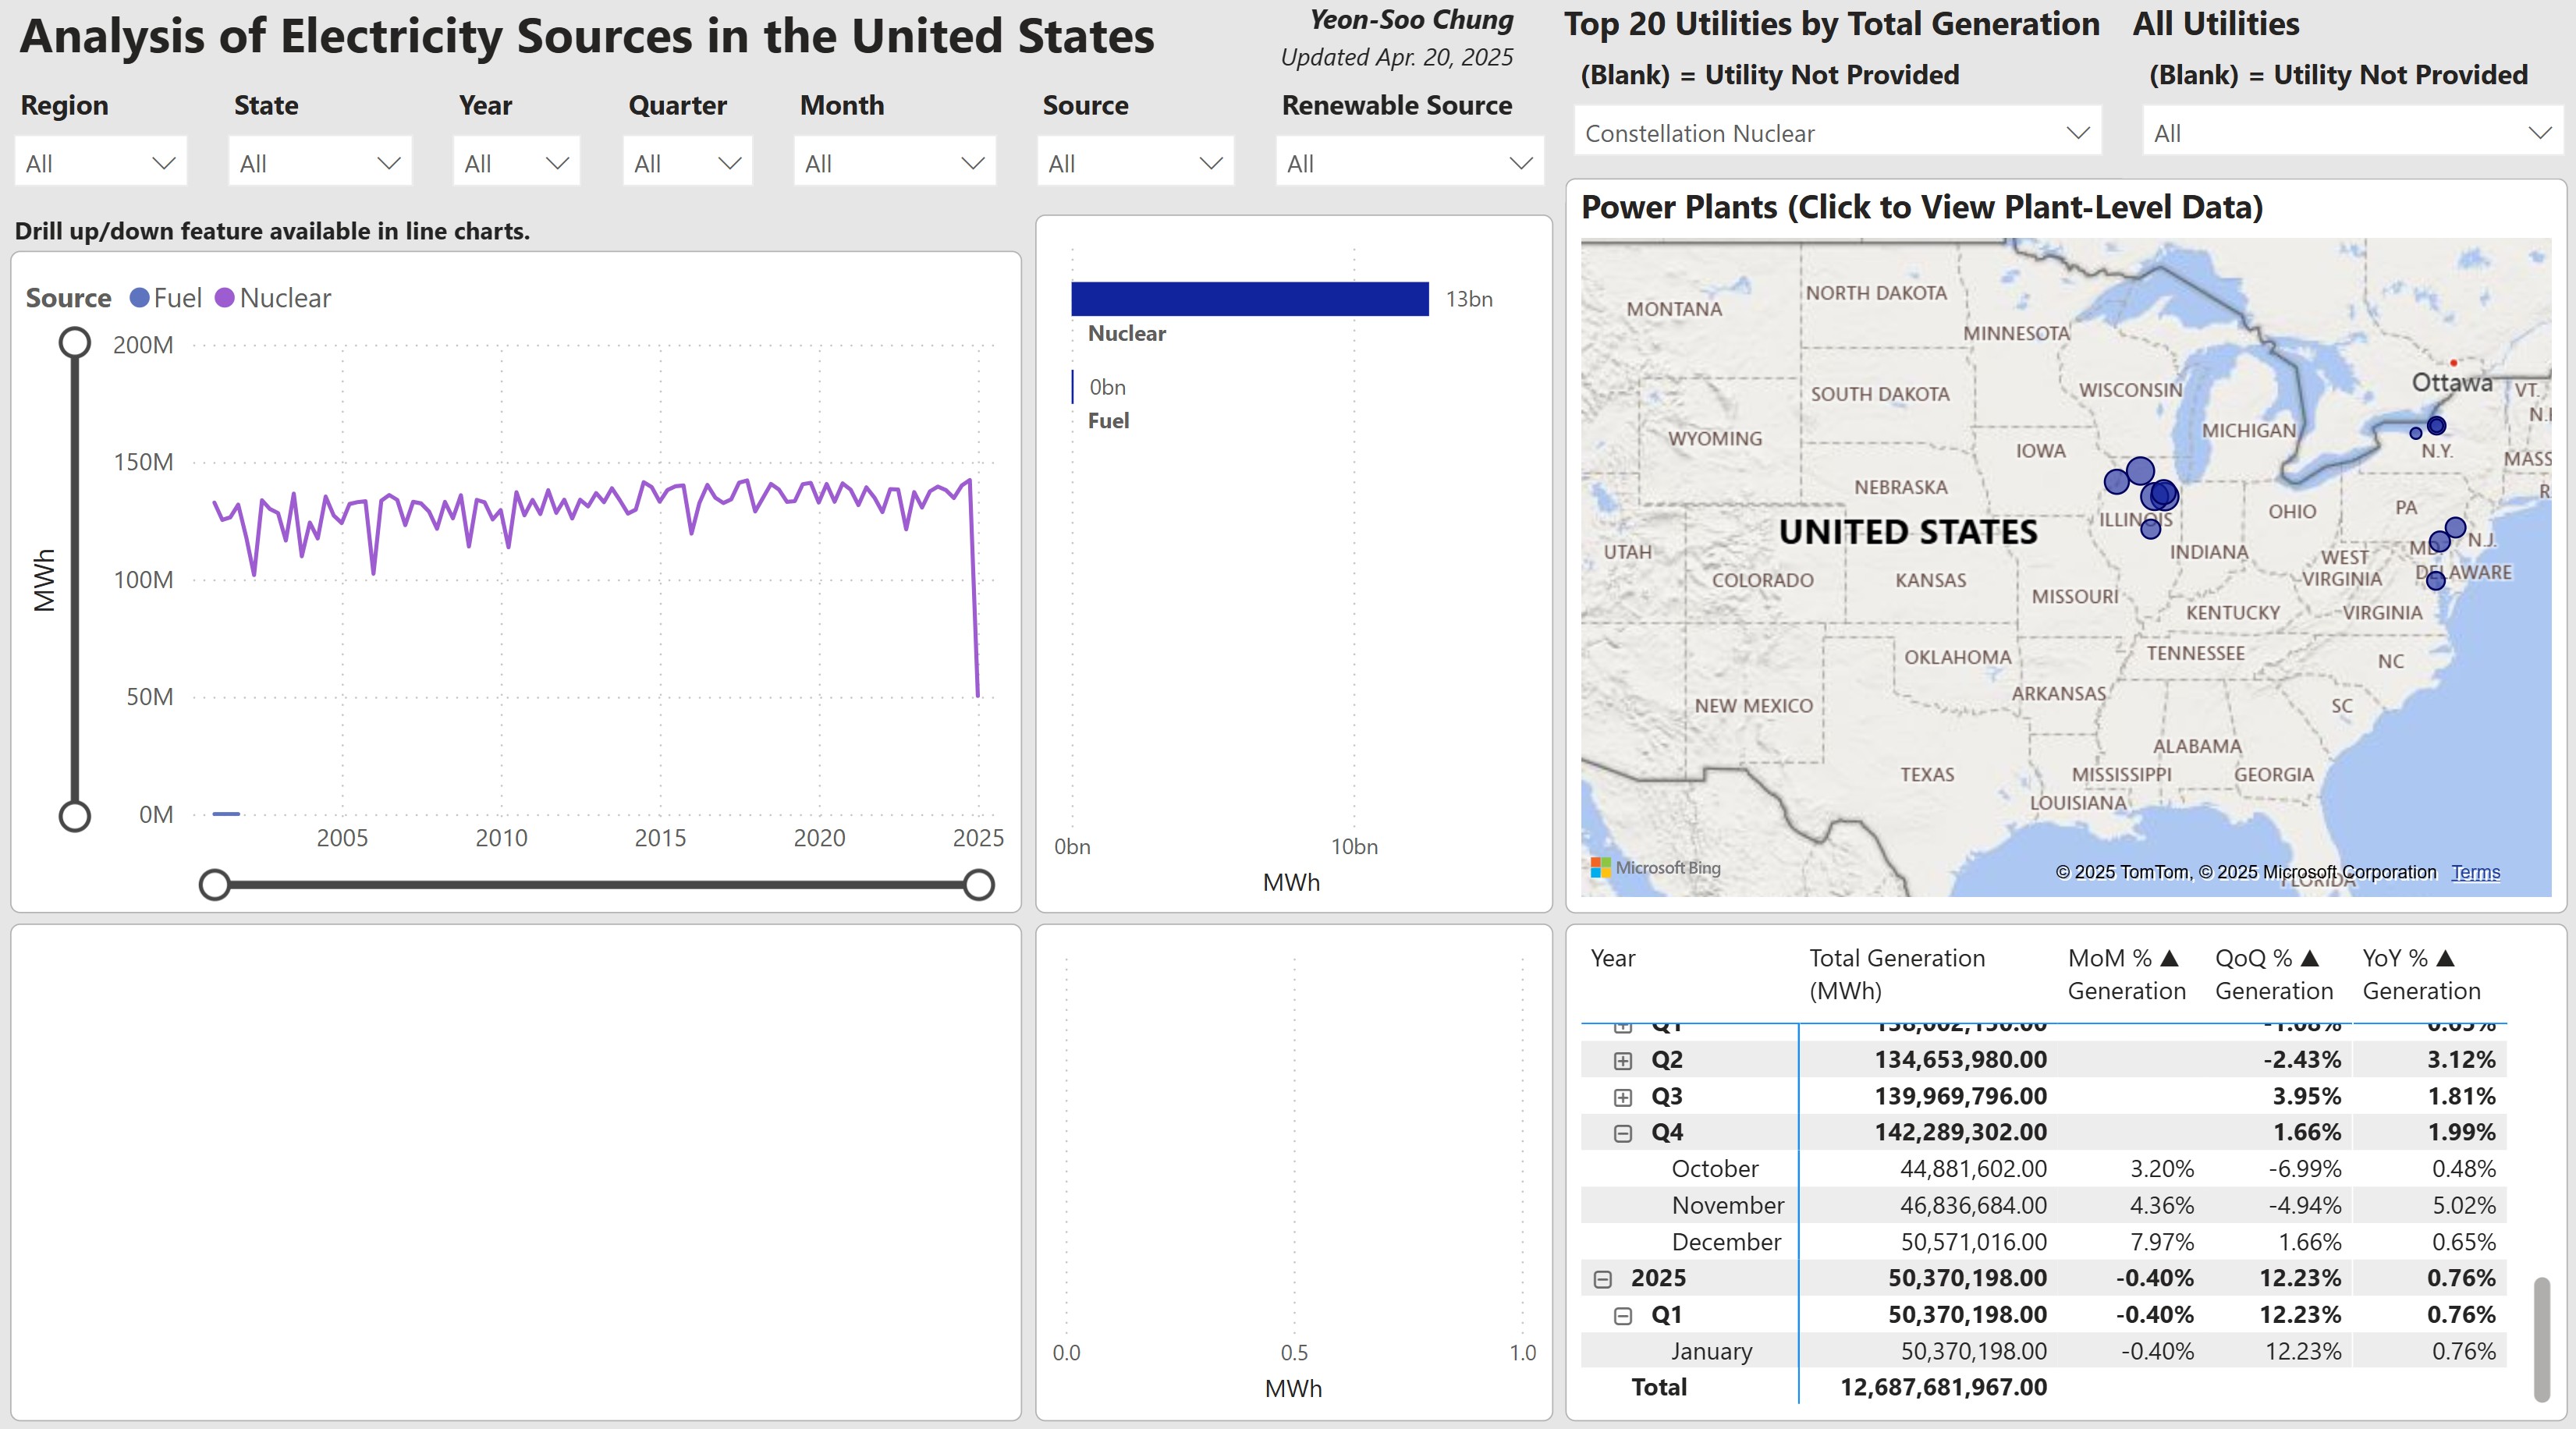 Analysis of Electricity Sources in the United States
Yeon-Soo Chung
Updated Apr. 20, 2025
Top 20 Utilities by Total Generation
(Blank) = Utility Not Provided
Constellation Nuclear
All Utilities
(Blank) = Utility Not Provided
All
Region
State
Year
Quarter
Month
Source
Renewable Source
All
All
All
All
All
All
All
Drill up/down feature available in line charts.
Source Fuel Nuclear
200M
150M
100M
50M
0M
MWh
2005 2010 2015 2020 2025
13bn
Nuclear
0bn
Fuel
0bn 10bn
MWh
Power Plants (Click to View Plant-Level Data)
NORTH DAKOTA
MONTANA
MINNESOTA
Ottawa
VT.
SOUTH DAKOTA
WISCONSIN
MICHIGAN
WYOMING
IOWA
N.Y.
MASS
NEBRASKA
PA
OHIO
ILLINOIS
UNITED STATES
UTAH
INDIANA
N.J.
WEST
VIRGINIA
DELAWARE
COLORADO
KANSAS
MISSOURI
KENTUCKY
VIRGINIA
OKLAHOMA
TENNESSEE
NC
ARKANSAS
NEW MEXICO
SC
ALABAMA
TEXAS
MISSISSIPPI
GEORGIA
LOUISIANA
FLORIDA
Microsoft Bing
© 2025 TomTom, © 2025 Microsoft Corporation Terms
0.0 0.5 1.0
MWh
Year Total Generation (MWh) MoM % ▲ Generation QoQ % ▲ Generation YoY % ▲ Generation
Q1 138,002,150.00 -1.08% 0.65%
Q2 134,653,980.00 -2.43% 3.12%
Q3 139,969,796.00 3.95% 1.81%
Q4 142,289,302.00 1.66% 1.99%
October 44,881,602.00 3.20% -6.99% 0.48%
November 46,836,684.00 4.36% -4.94% 5.02%
December 50,571,016.00 7.97% 1.66% 0.65%
2025 50,370,198.00 -0.40% 12.23% 0.76%
Q1 50,370,198.00 -0.40% 12.23% 0.76%
January 50,370,198.00 -0.40% 12.23% 0.76%
Total 12,687,681,967.00